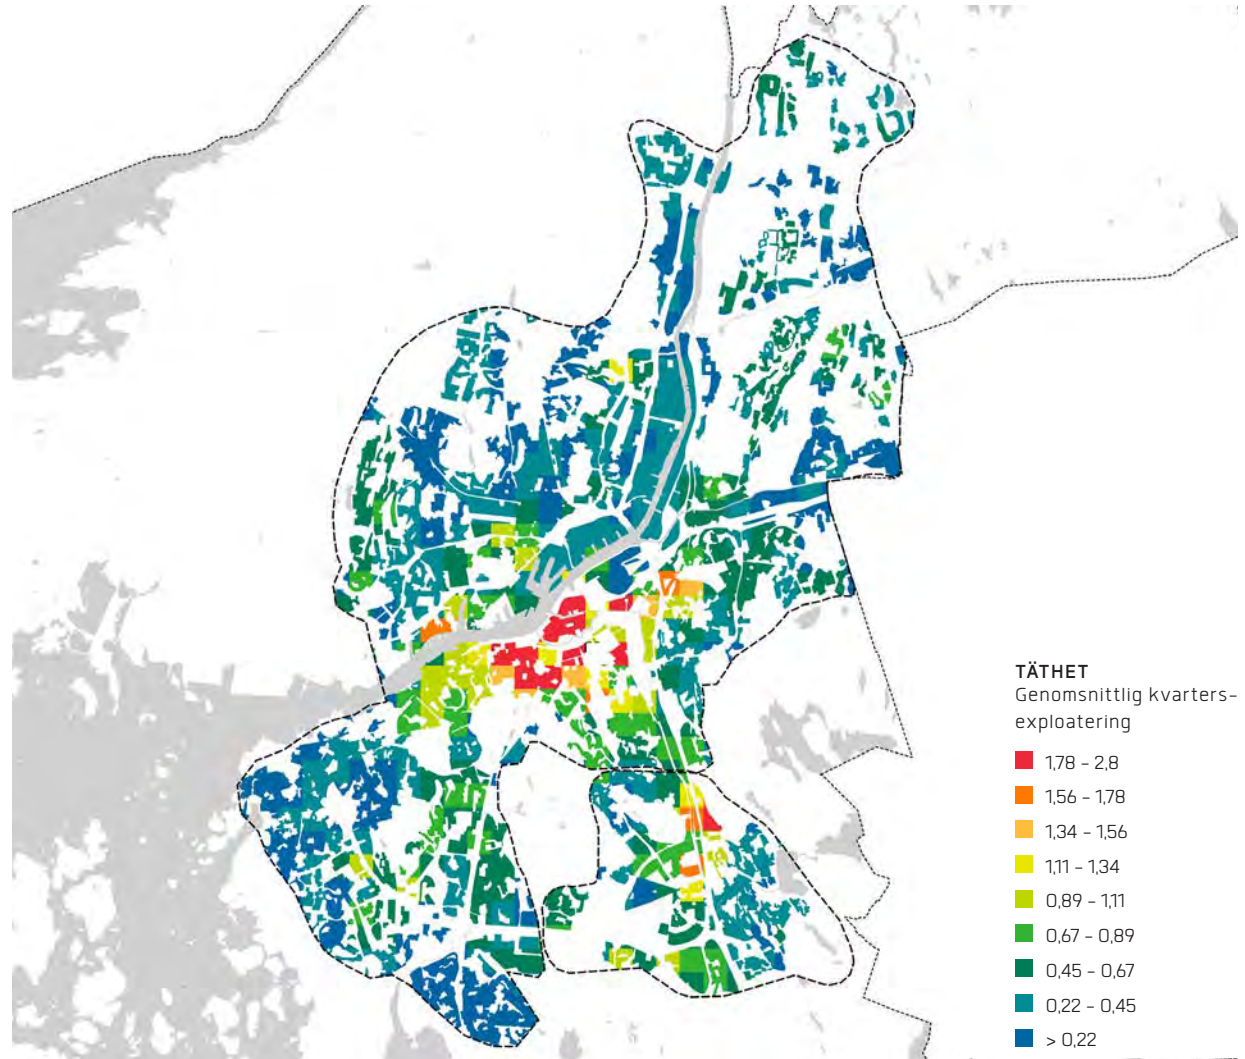 TÄTHET
Genomsnittlig kvarters-
exploatering
1,78 – 2,8
1,56 – 1,78
1,34 – 1,56
1,11 – 1,34
0,89 – 1,11
0,67 – 0,89
0,45 – 0,67
0,22 – 0,45
> 0,22